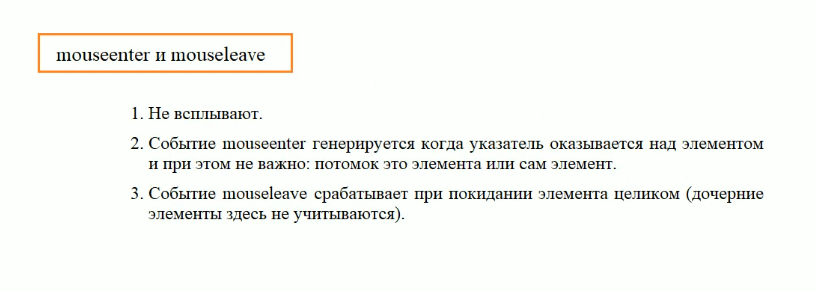 mouseenter и mouseleave
1. Не всплывают.
2. Событие mouseenter генерируется когда указатель оказывается над элементом
и при этом не важно: потомок это элемента или сам элемент.
3. Событие mouseleave срабатывает при покидании элемента целиком (дочерние
элементы здесь не учитываются).